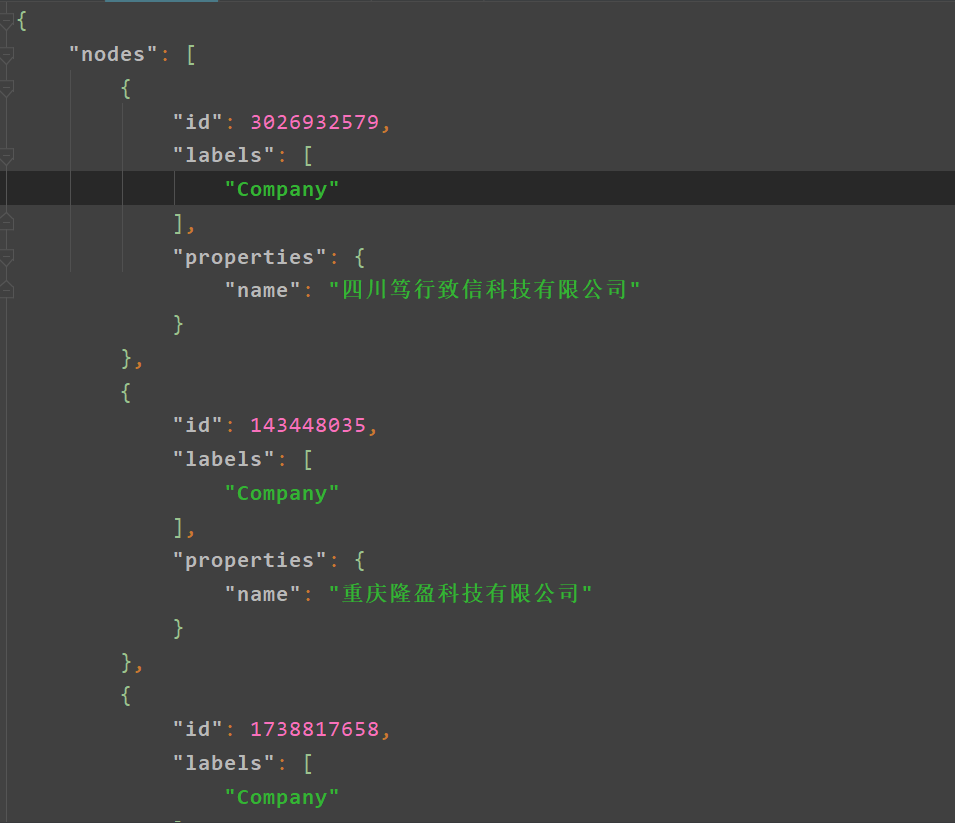 {
"nodes": [
{
"id": 3026932579,
"labels": [
"Company"
],
"properties": {
"name": "四川笃行致信科技有限公司"
}
},
{
"id": 143448035,
"labels": [
"Company"
],
"properties": {
"name": "重庆隆盈科技有限公司"
}
},
{
"id": 1738817658,
"labels": [
"Company"